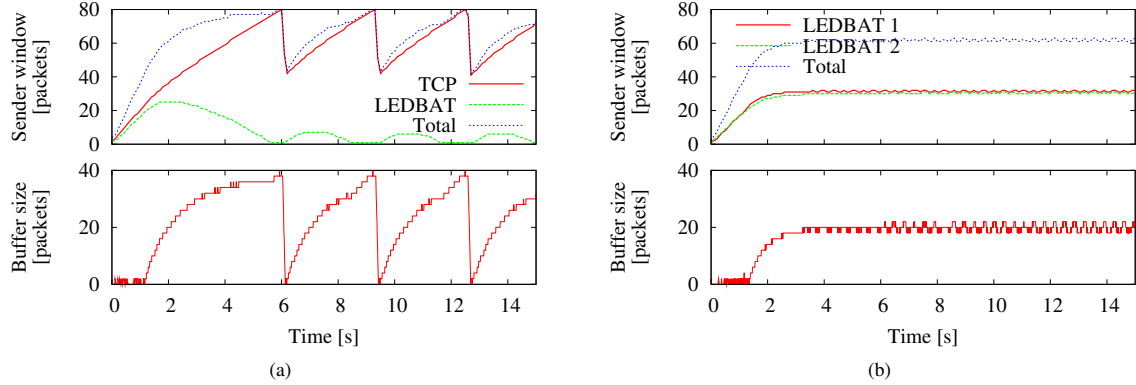 Sender window
[packets]
80
60
40
20
0
TCP
LEDBAT
Total
Buffer size
[packets]
40
20
0
0
2
4
6
8
10
12
14
Time [s]
(a)
Sender window
[packets]
80
60
40
20
0
LEDBAT 1
LEDBAT 2
Total
Buffer size
[packets]
40
20
0
0
2
4
6
8
10
12
14
Time [s]
(b)